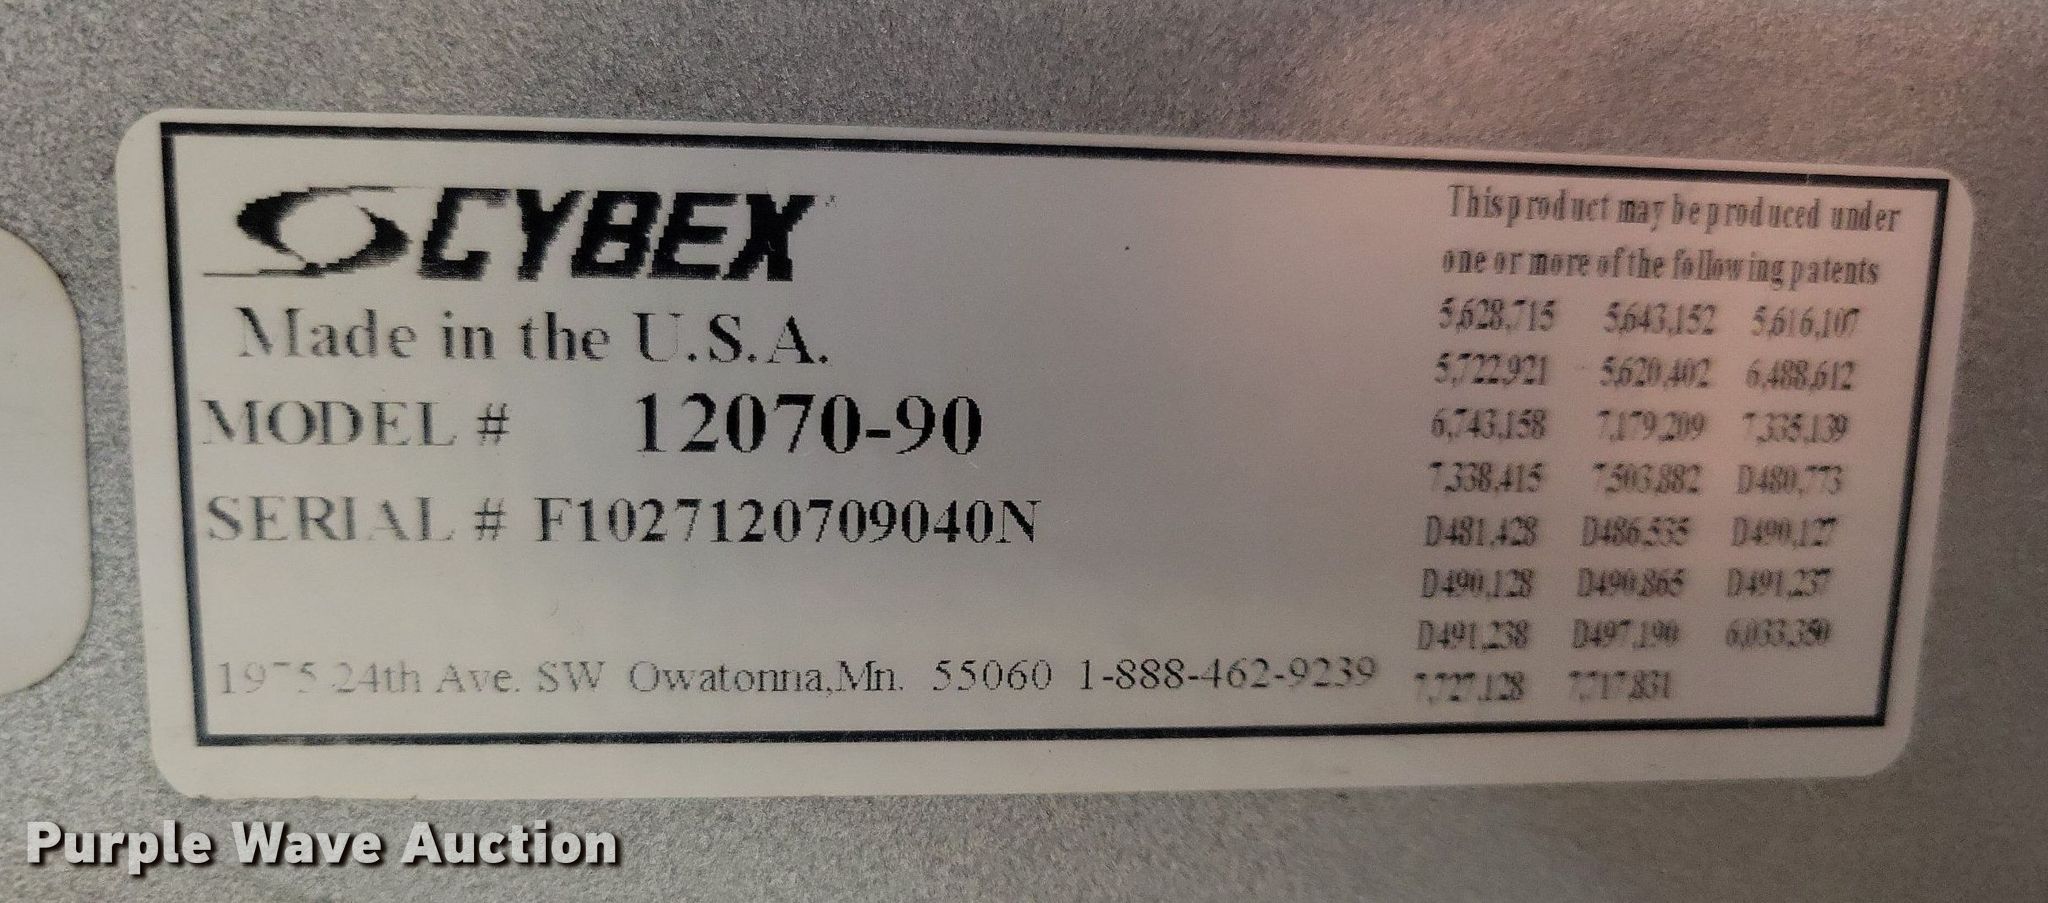 CYBEX
Made in the U.S.A.
MODEL # 12070-90
SERIAL # F1027120709040N
1975 24th Ave. SW Owatonna,Mn. 55060 1-888-462-9239
This product may be produced under
one or more of the following patents
5,628,715 5,643,152 5,616,107
5,722,921 5,620,402 6,488,612
6,743,158 7,179,209 7,335,139
7,338,415 7,503,882 D480,773
D481,428 D486,535 D490,127
D490,128 D490,865 D491,237
D491,238 D497,190 6,033,350
7,727,128 7,717,831
Purple Wave Auction